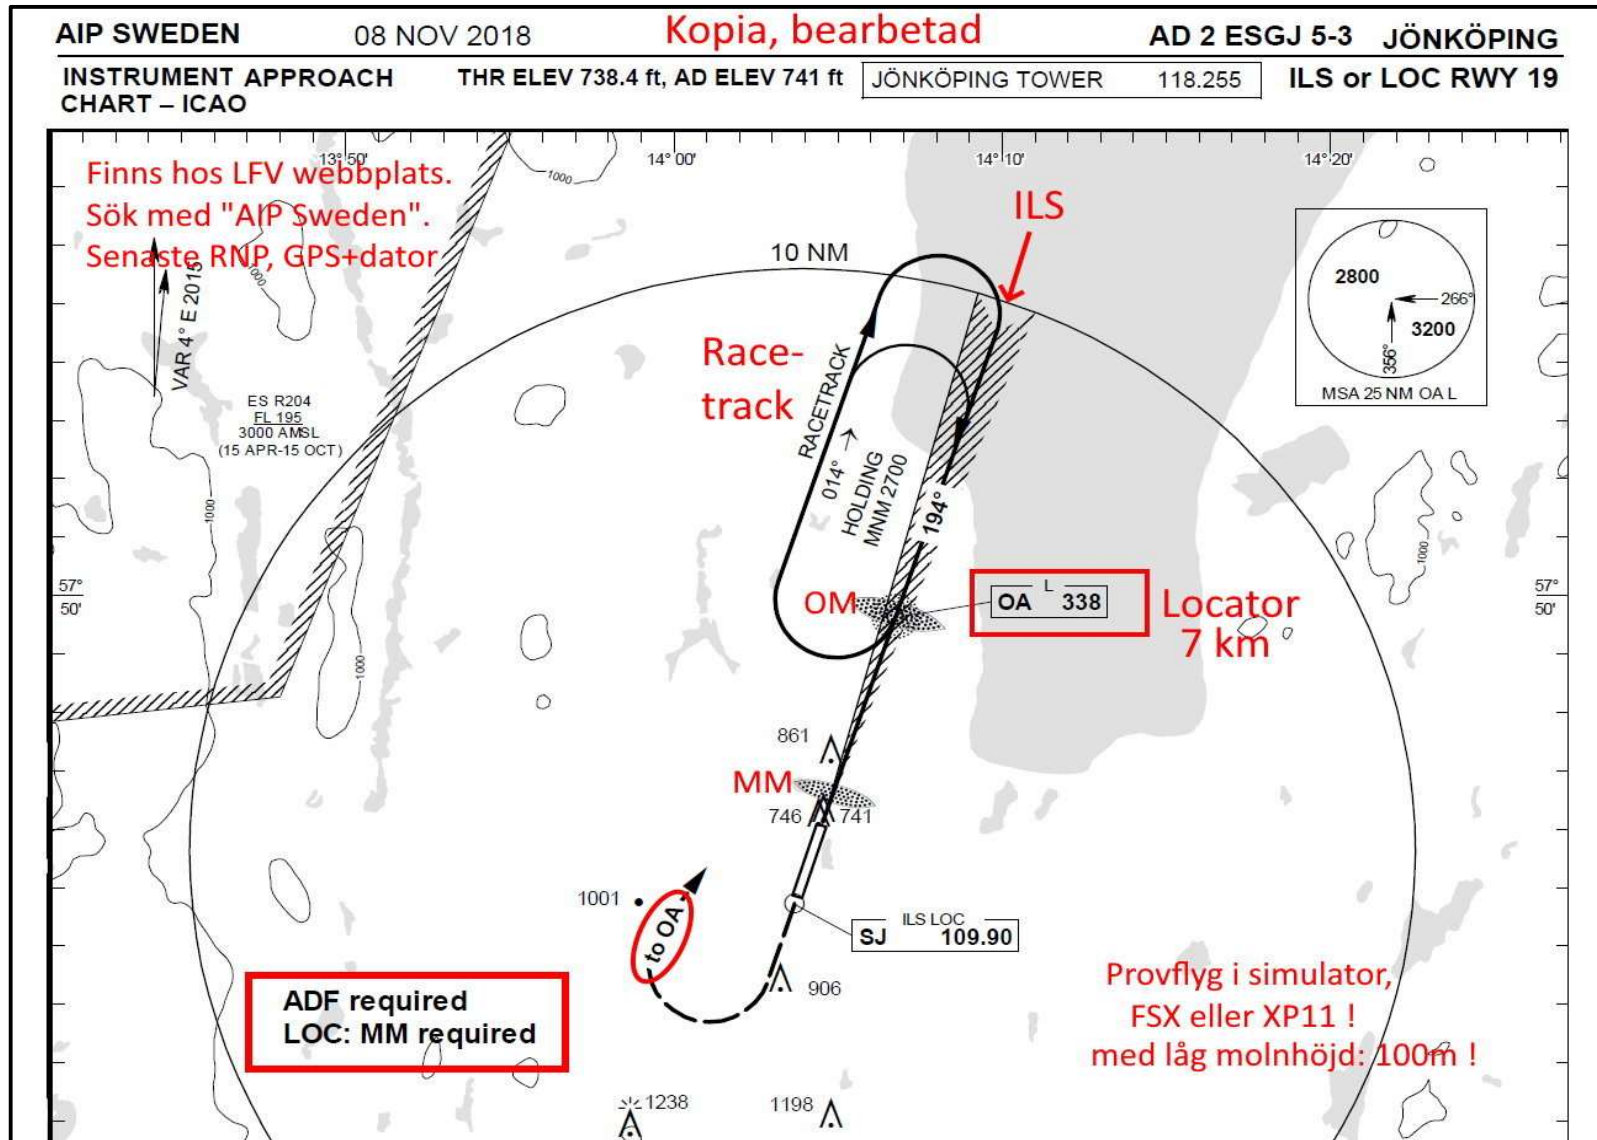 AIP SWEDEN 08 NOV 2018 Kopia, bearbetad AD 2 ESGJ 5-3 JÖNKÖPING
INSTRUMENT APPROACH THR ELEV 738.4 ft, AD ELEV 741 ft JÖNKÖPING TOWER 118.255 ILS or LOC RWY 19
CHART – ICAO
13° 50' 14° 00' 14° 10' 14° 20'
Finns hos LFV webbplats.
Sök med "AIP Sweden".
Senaste RNP, GPS+dator
1000
1000
VAR 4° E 2015
ILS
10 NM
2800
266°
3200
356°
MSA 25 NM OA L
Race-
track
RACETRACK
014° →
HOLDING
MNM 2700
194°
ES R204
FL 195
3000 AMSL
(15 APR-15 OCT)
1000
1000
57°
50'
57°
50'
OM
L
OA 338
Locator
7 km
1000
861
MM
746 741
1001
to OA
ILS LOC
SJ 109.90
906
ADF required
LOC: MM required
Provflyg i simulator,
FSX eller XP11 !
med låg molnhöjd: 100m !
1238
1198